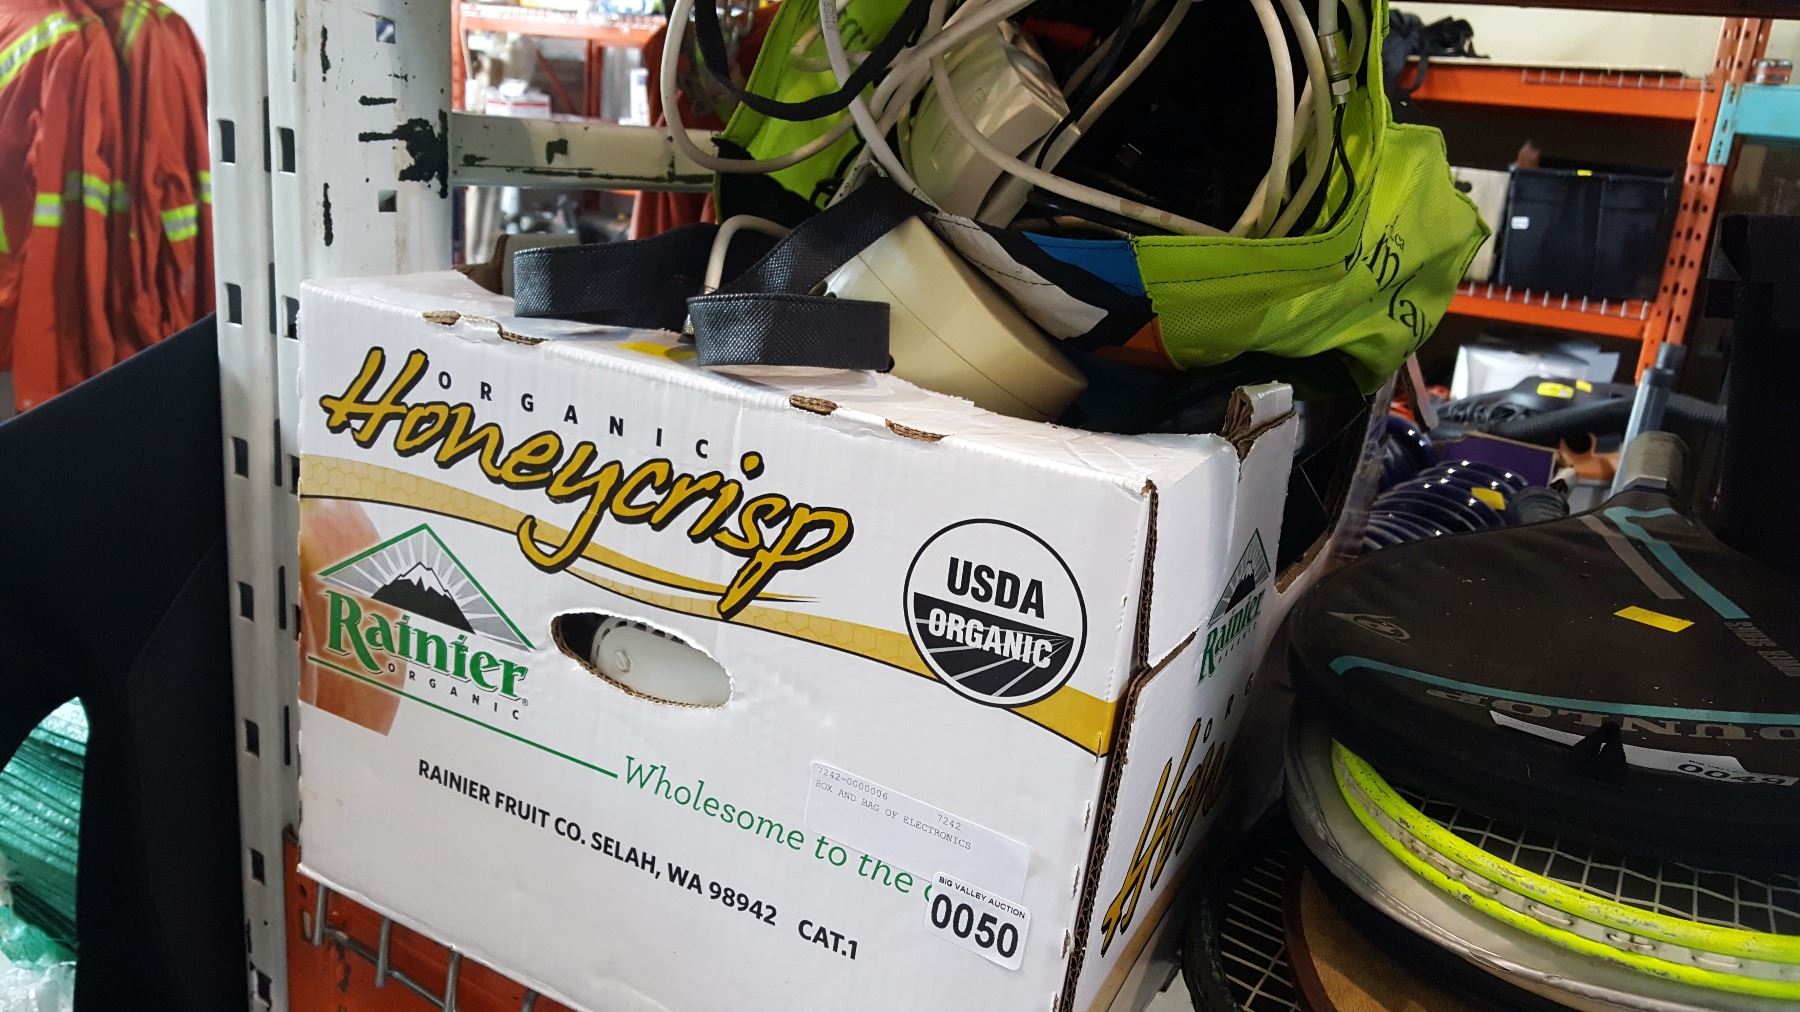 ORGANIC
Honeycrisp
USDA
ORGANIC
Rainier
ORGANIC
Wholesome to the
RAINIER FRUIT CO. SELAH, WA 98942 CAT.1
7242-0000006 7242
BOX AND BAG OF ELECTRONICS
BIG VALLEY AUCTION
0050
Rainier
DUNLOP
0049